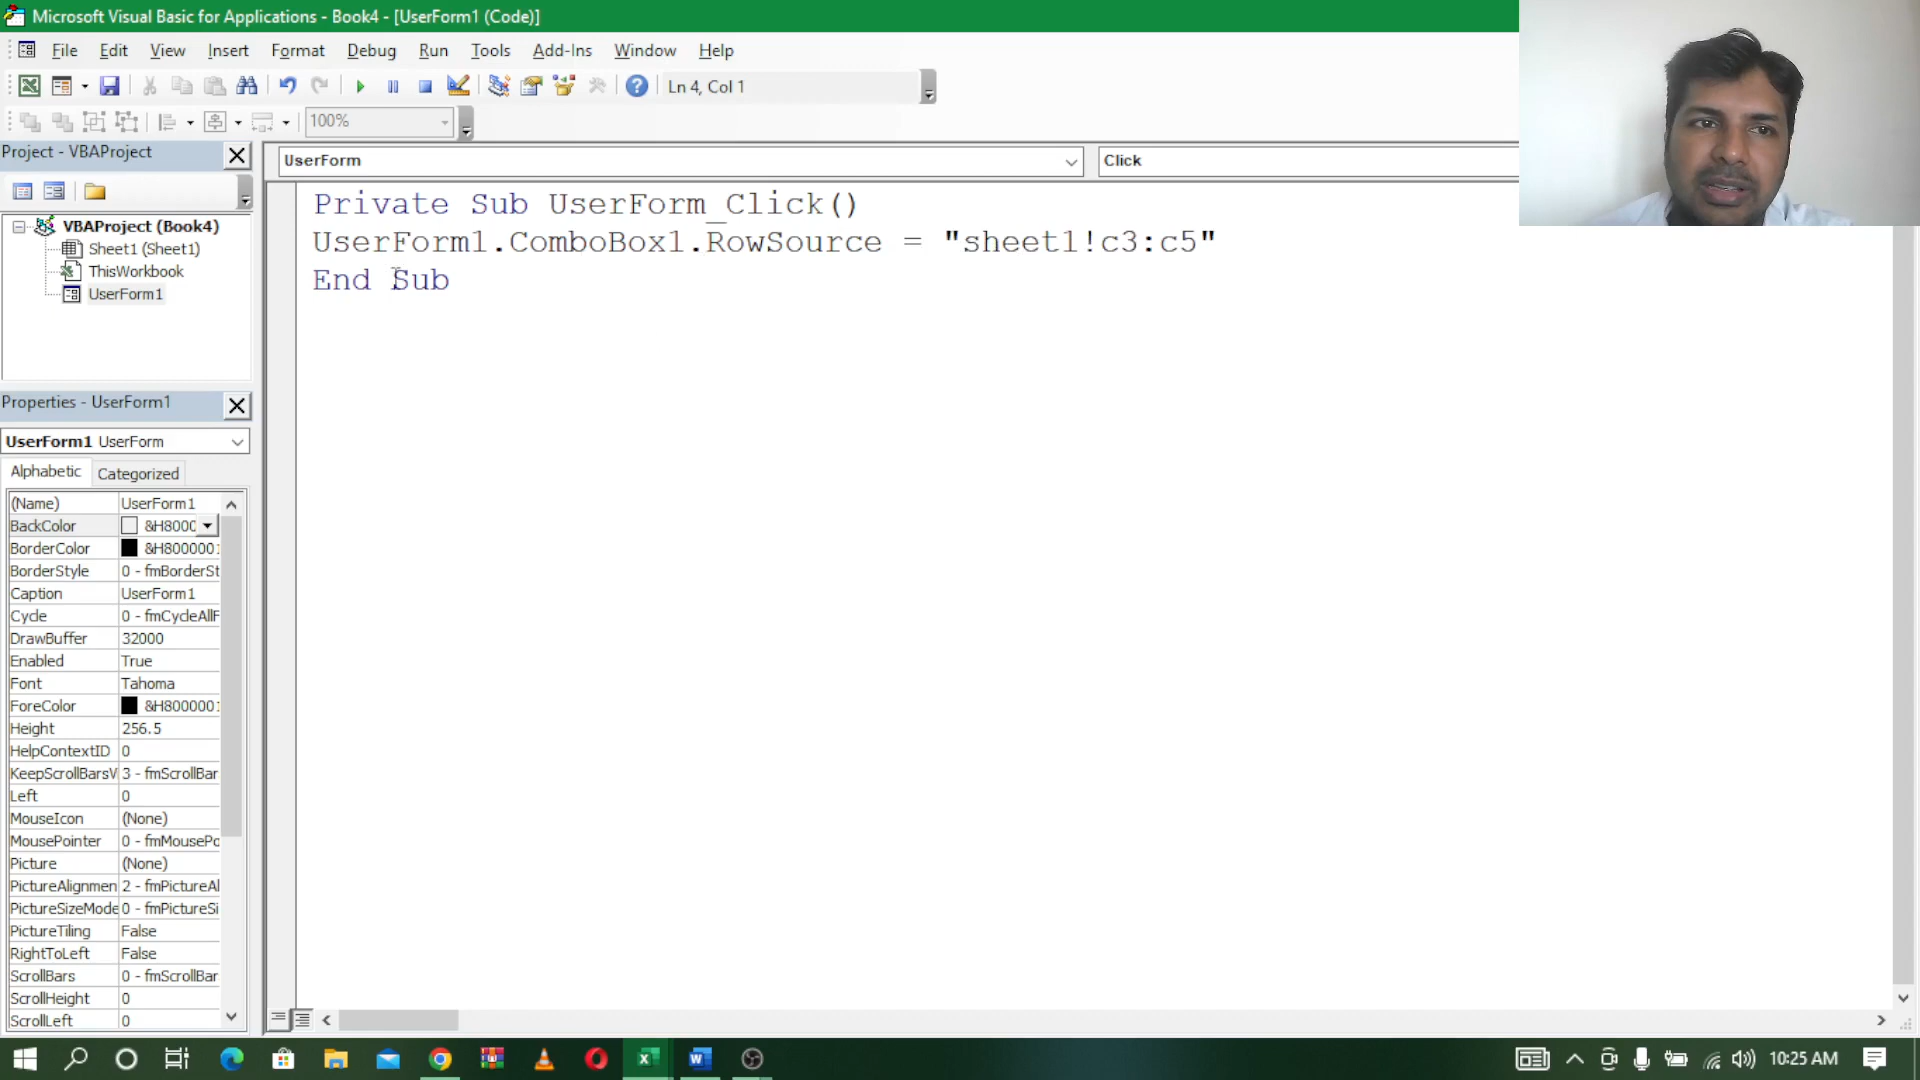 Microsoft Visual Basic for Applications - Book4 - [UserForm1 (Code)]
File Edit View Insert Format Debug Run Tools Add-Ins Window Help
Ln 4, Col 1
100%
Project - VBAProject
UserForm
Click
VBAProject (Book4)
Sheet1 (Sheet1)
ThisWorkbook
UserForm1
Private Sub UserForm_Click()
UserForm1.ComboBox1.RowSource = "sheet1!c3:c5"
End Sub
Properties - UserForm1
UserForm1 UserForm
Alphabetic Categorized
(Name) UserForm1
BackColor &H8000
BorderColor &H8000001
BorderStyle 0 - fmBorderSt
Caption UserForm1
Cycle 0 - fmCycleAllF
DrawBuffer 32000
Enabled True
Font Tahoma
ForeColor &H8000001
Height 256.5
HelpContextID 0
KeepScrollBarsV 3 - fmScrollBar
Left 0
MouseIcon (None)
MousePointer 0 - fmMousePo
Picture (None)
PictureAlignmen 2 - fmPictureAl
PictureSizeMode 0 - fmPictureSi
PictureTiling False
RightToLeft False
ScrollBars 0 - fmScrollBar
ScrollHeight 0
ScrollLeft 0
10:25 AM